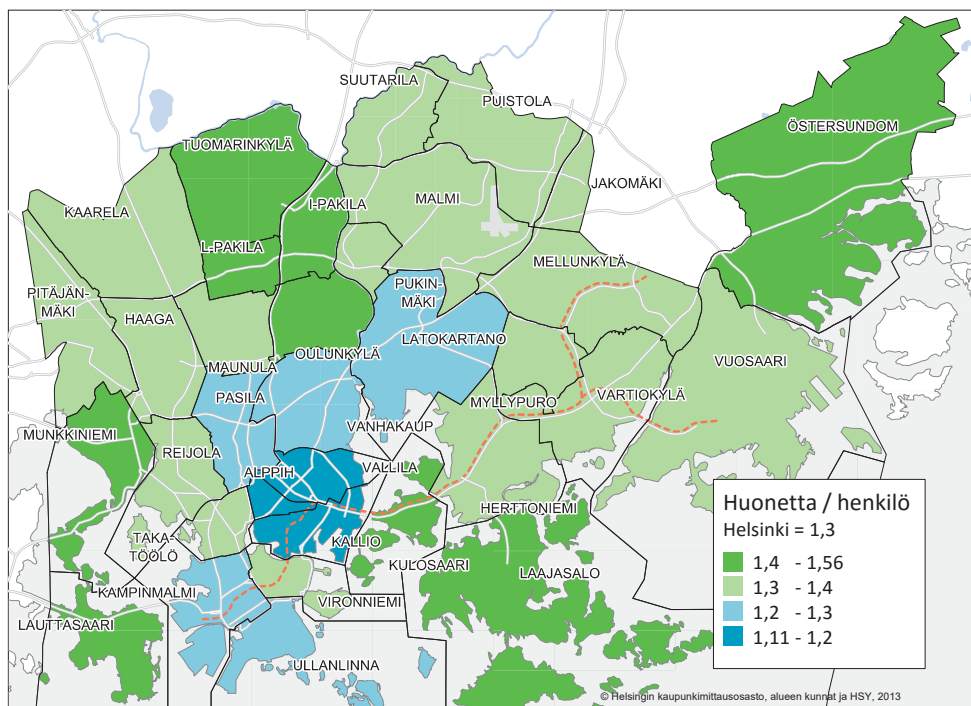 SUUTARILA
PUISTOLA
ÖSTERSUNDOM
TUOMARINKYLÄ
JAKOMÄKI
I-PAKILA
MALMI
KAARELA
L-PAKILA
MELLUNKYLÄ
PITÄJÄN-
MÄKI
HAAGA
PUKIN-
MÄKI
LATOKARTANO
OULUNKYLÄ
MAUNULA
VUOSAARI
PASILA
MYLLYPURO
VARTIOKYLÄ
VANHAKAUP
MUNKKINIEMI
REIJOLA
ALPPIH
VALLILA
HERTTONIEMI
TAKA-
TÖÖLÖ
KALLIO
KULOSAARI
LAAJASALO
KAMPINMALMI
VIRONNIEMI
LAUTTASAARI
ULLANLINNA
Huonetta / henkilö
Helsinki = 1,3
1,4 - 1,56
1,3 - 1,4
1,2 - 1,3
1,11 - 1,2
© Helsingin kaupunkimittausosasto, alueen kunnat ja HSY, 2013